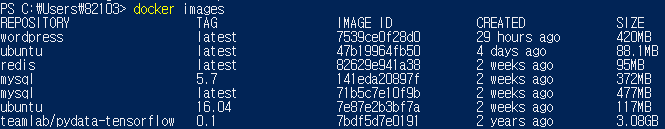 PS C:₩Users₩82103> docker images
REPOSITORY TAG IMAGE ID CREATED SIZE
wordpress latest 7539ce0f28d0 29 hours ago 420MB
ubuntu latest 47b19964fb50 4 days ago 88.1MB
redis latest 82629e941a38 2 weeks ago 95MB
mysql 5.7 141eda20897f 2 weeks ago 372MB
mysql latest 71b5c7e10f9b 2 weeks ago 477MB
ubuntu 16.04 7e87e2b3bf7a 2 weeks ago 117MB
teamlab/pydata-tensorflow 0.1 7bdf5d7e0191 2 years ago 3.08GB